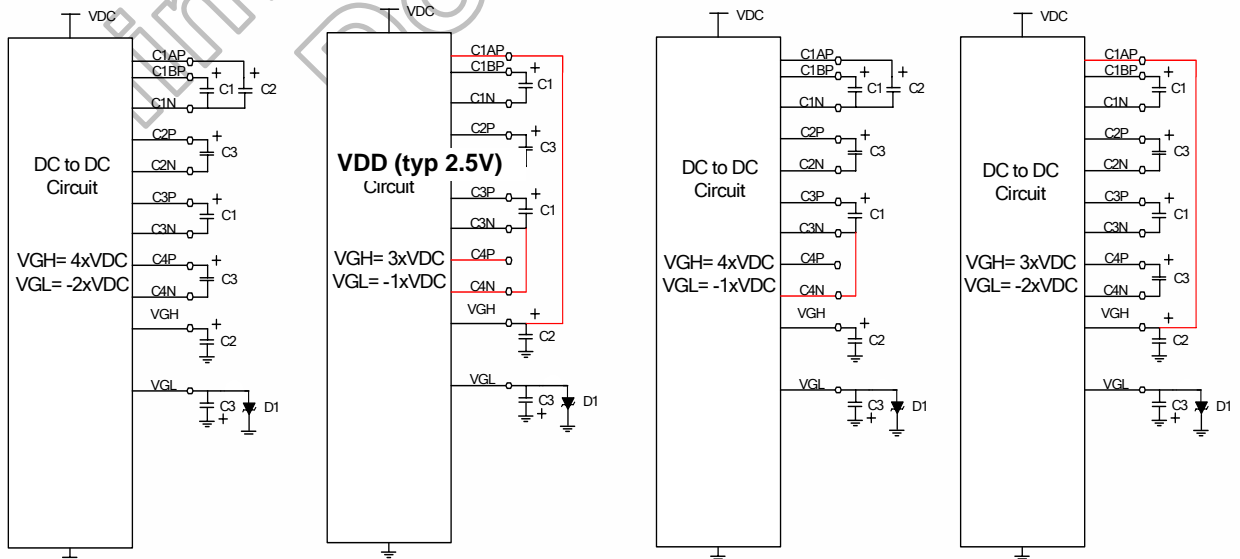 VDC
C1AP
C1BP
C1 C2
C1N
C2P
C3
C2N
DC to DC
Circuit
C3P
C1
C3N
VGH= 4xVDC
VGL= -2xVDC
C4P
C3
C4N
VGH
C2
VGL
C3
D1
VDC
C1AP
C1BP
C1
C1N
C2P
C3
VDD (typ 2.5V)
Circuit
C3P
C1
C3N
VGH= 3xVDC
VGL= -1xVDC
C4P
C4N
VGH
C2
VGL
C3
D1
VDC
C1AP
C1BP
C1 C2
C1N
C2P
C3
C2N
DC to DC
Circuit
C3P
C1
C3N
VGH= 4xVDC
VGL= -1xVDC
C4P
C4N
VGH
C2
VGL
C3
D1
VDC
C1AP
C1BP
C1
C1N
C2P
C3
C2N
DC to DC
Circuit
C3P
C1
C3N
VGH= 3xVDC
VGL= -2xVDC
C4P
C3
C4N
VGH
C2
VGL
C3
D1